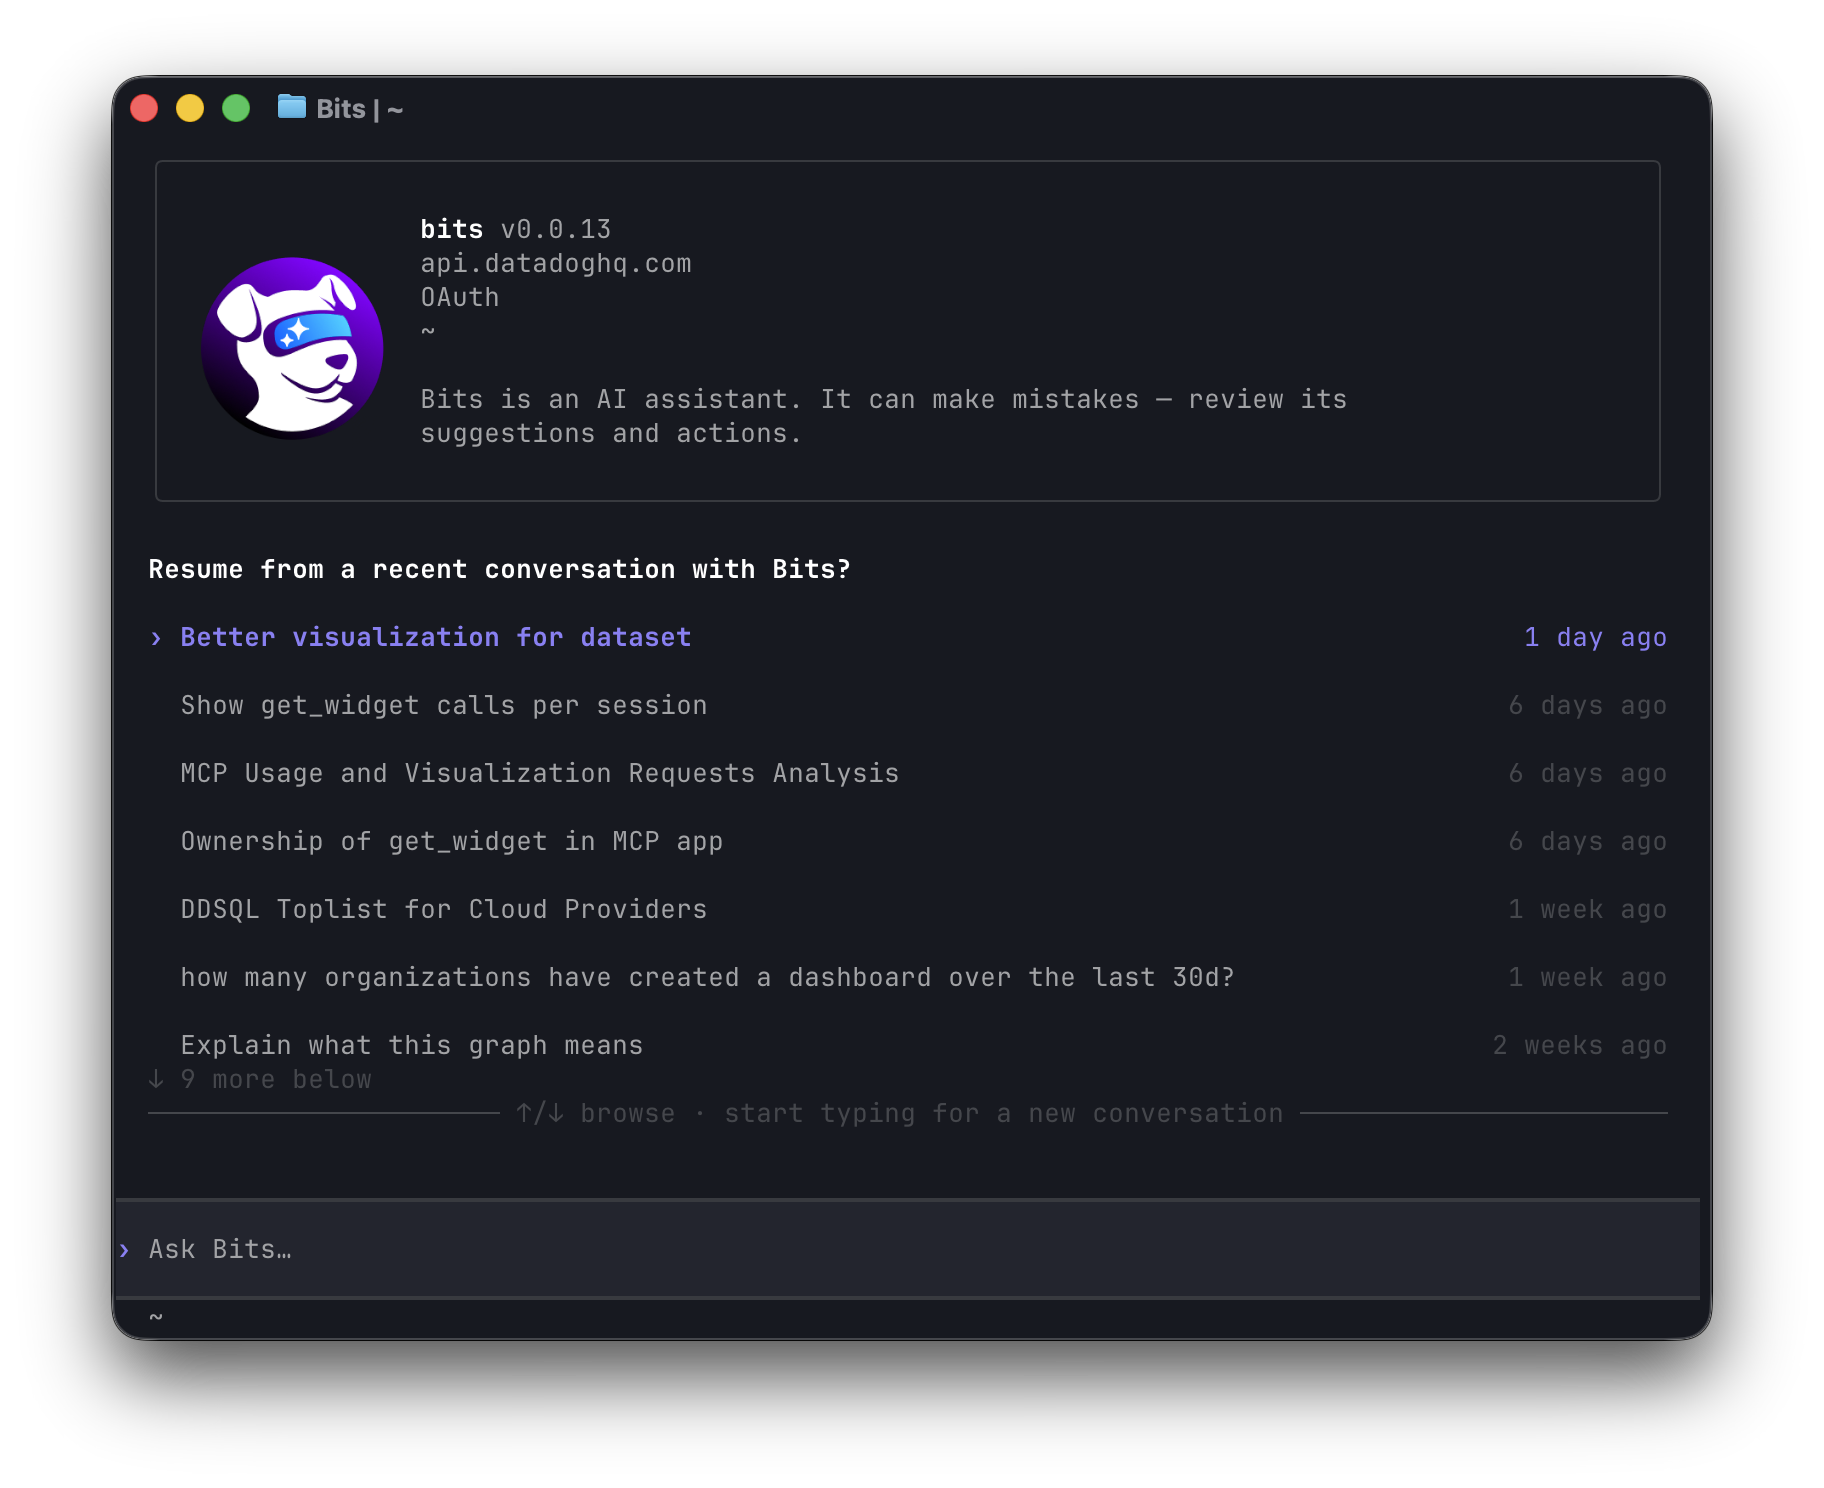 Bits | ~
bits v0.0.13
api.datadoghq.com
OAuth
~
Bits is an AI assistant. It can make mistakes — review its
suggestions and actions.
Resume from a recent conversation with Bits?
› Better visualization for dataset 1 day ago
Show get_widget calls per session 6 days ago
MCP Usage and Visualization Requests Analysis 6 days ago
Ownership of get_widget in MCP app 6 days ago
DDSQL Toplist for Cloud Providers 1 week ago
how many organizations have created a dashboard over the last 30d? 1 week ago
Explain what this graph means 2 weeks ago
↓ 9 more below
↑/↓ browse · start typing for a new conversation
› Ask Bits…
~